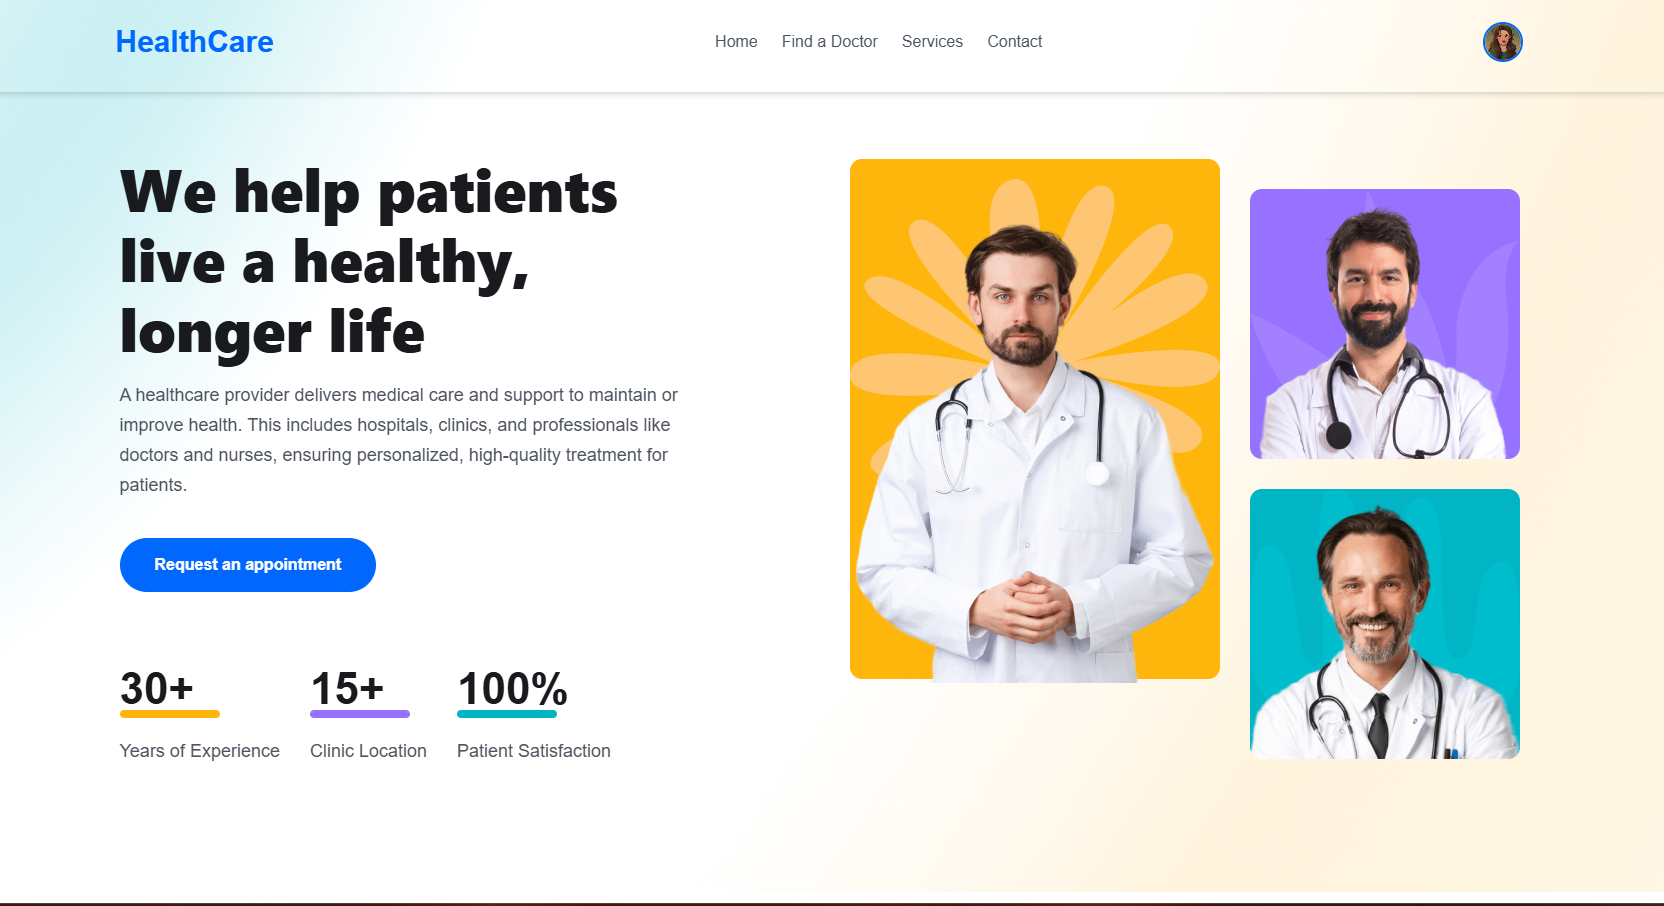 HealthCare
Home
Find a Doctor
Services
Contact
We help patients
live a healthy,
longer life
A healthcare provider delivers medical care and support to maintain or
improve health. This includes hospitals, clinics, and professionals like
doctors and nurses, ensuring personalized, high-quality treatment for
patients.
Request an appointment
30+
Years of Experience
15+
Clinic Location
100%
Patient Satisfaction